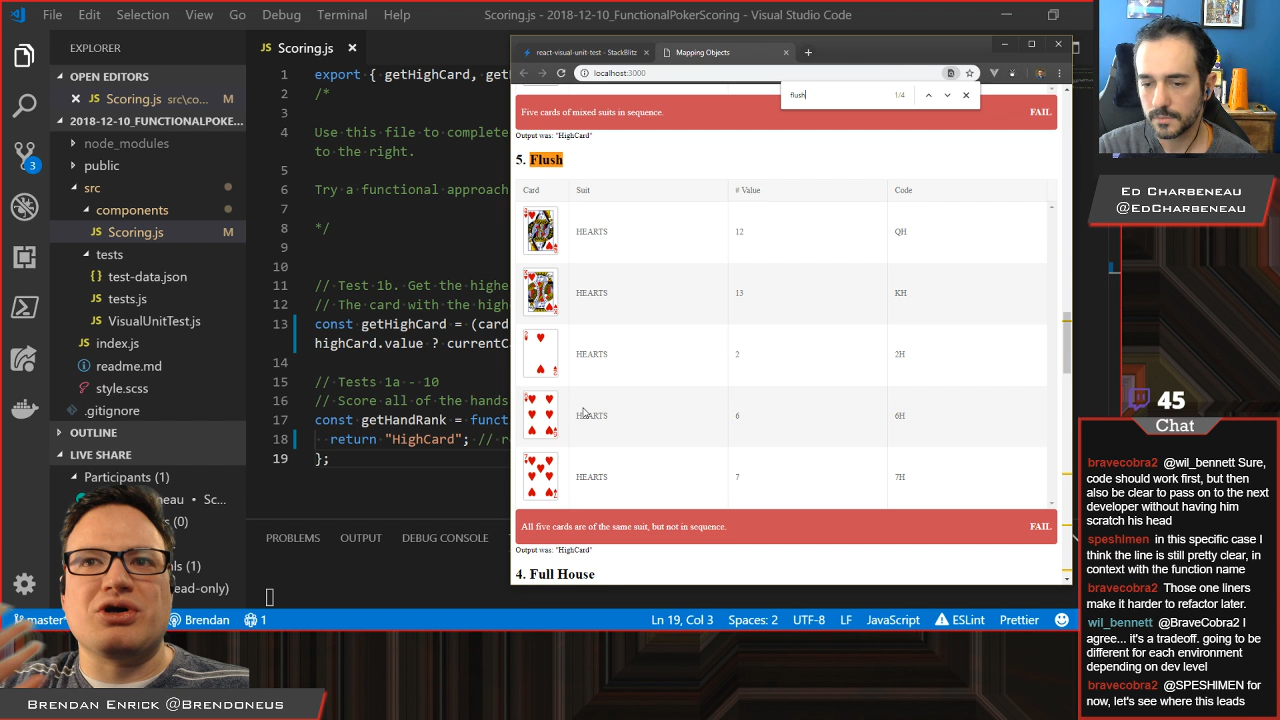 File Edit Selection View Go Debug Terminal Help
Scoring.js - 2018-12-10_FunctionalPokerScoring - Visual Studio Code
EXPLORER
OPEN EDITORS
Scoring.js src\co... M
2018-12-10_FUNCTIONALPOKE...
node_modules
public
src
components
Scoring.js M
tests
test-data.json
tests.js
VisualUnitTest.js
index.js
readme.md
style.scss
.gitignore
OUTLINE
LIVE SHARE
Participants (1)
3
Scoring.js
1 export { getHighCard, get
2 /*
3
4 Use this file to complete
to the right.
5
6 Try a functional approach
7
8 */
9
10
11 // Test 1b. Get the highe
12 // The card with the high
13 const getHighCard = (card
highCard.value ? currentC
14
15 // Tests 1a - 10
16 // Score all of the hands
17 const getHandRank = func
18 return "HighCard"; // r
19 };
PROBLEMS OUTPUT DEBUG CONSOLE
react-visual-unit-test - StackBlitz
Mapping Objects
localhost:3000
flush 1/4
Five cards of mixed suits in sequence. FAIL
Output was: "HighCard"
5. Flush
Card Suit # Value Code
HEARTS 12 QH
HEARTS 13 KH
HEARTS 2 2H
HEARTS 6 6H
HEARTS 7 7H
All five cards are of the same suit, but not in sequence. FAIL
Output was: "HighCard"
4. Full House
master*
Brendan
1
Ln 19, Col 3 Spaces: 2 UTF-8 LF JavaScript ESLint Prettier
ED CHARBENEAU
@EDCHARBENEAU
45
Chat
bravecobra2 @wil_bennett Sure,
code should work first, but then
also be clear to pass on to the next
developer without having him
scratch his head
speshimen in this specific case I
think the line is still pretty clear, in
context with the function name
bravecobra2 Those one liners
make it harder to refactor later.
wil_bennett @BraveCobra2 I
agree... it's a tradeoff. going to be
different for each environment
depending on dev level
bravecobra2 @SPESHIMEN for
now, let's see where this leads
BRENDAN ENRICK @BRENDONEUS